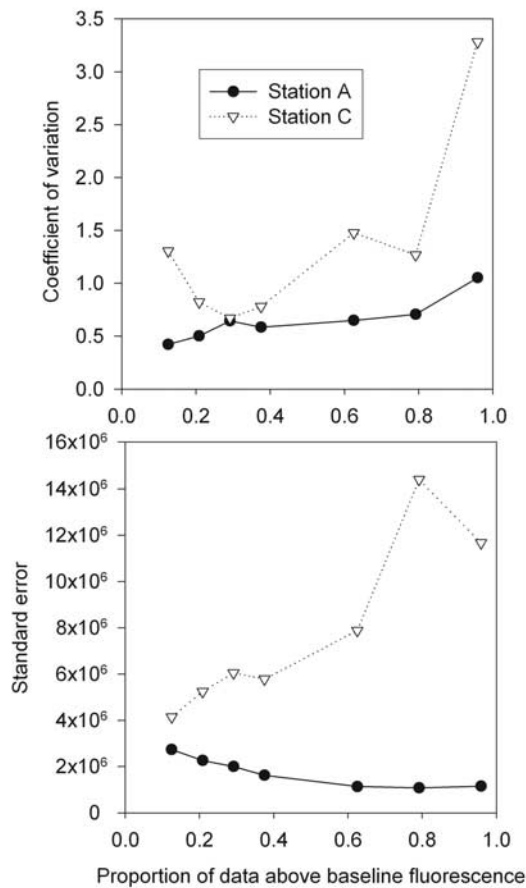 3.5
3.0
2.5
2.0
1.5
1.0
0.5
0.0
Coefficient of variation
Station A
Station C
0.0 0.2 0.4 0.6 0.8 1.0
16x10⁶
14x10⁶
12x10⁶
10x10⁶
8x10⁶
6x10⁶
4x10⁶
2x10⁶
0
Standard error
0.0 0.2 0.4 0.6 0.8 1.0
Proportion of data above baseline fluorescence